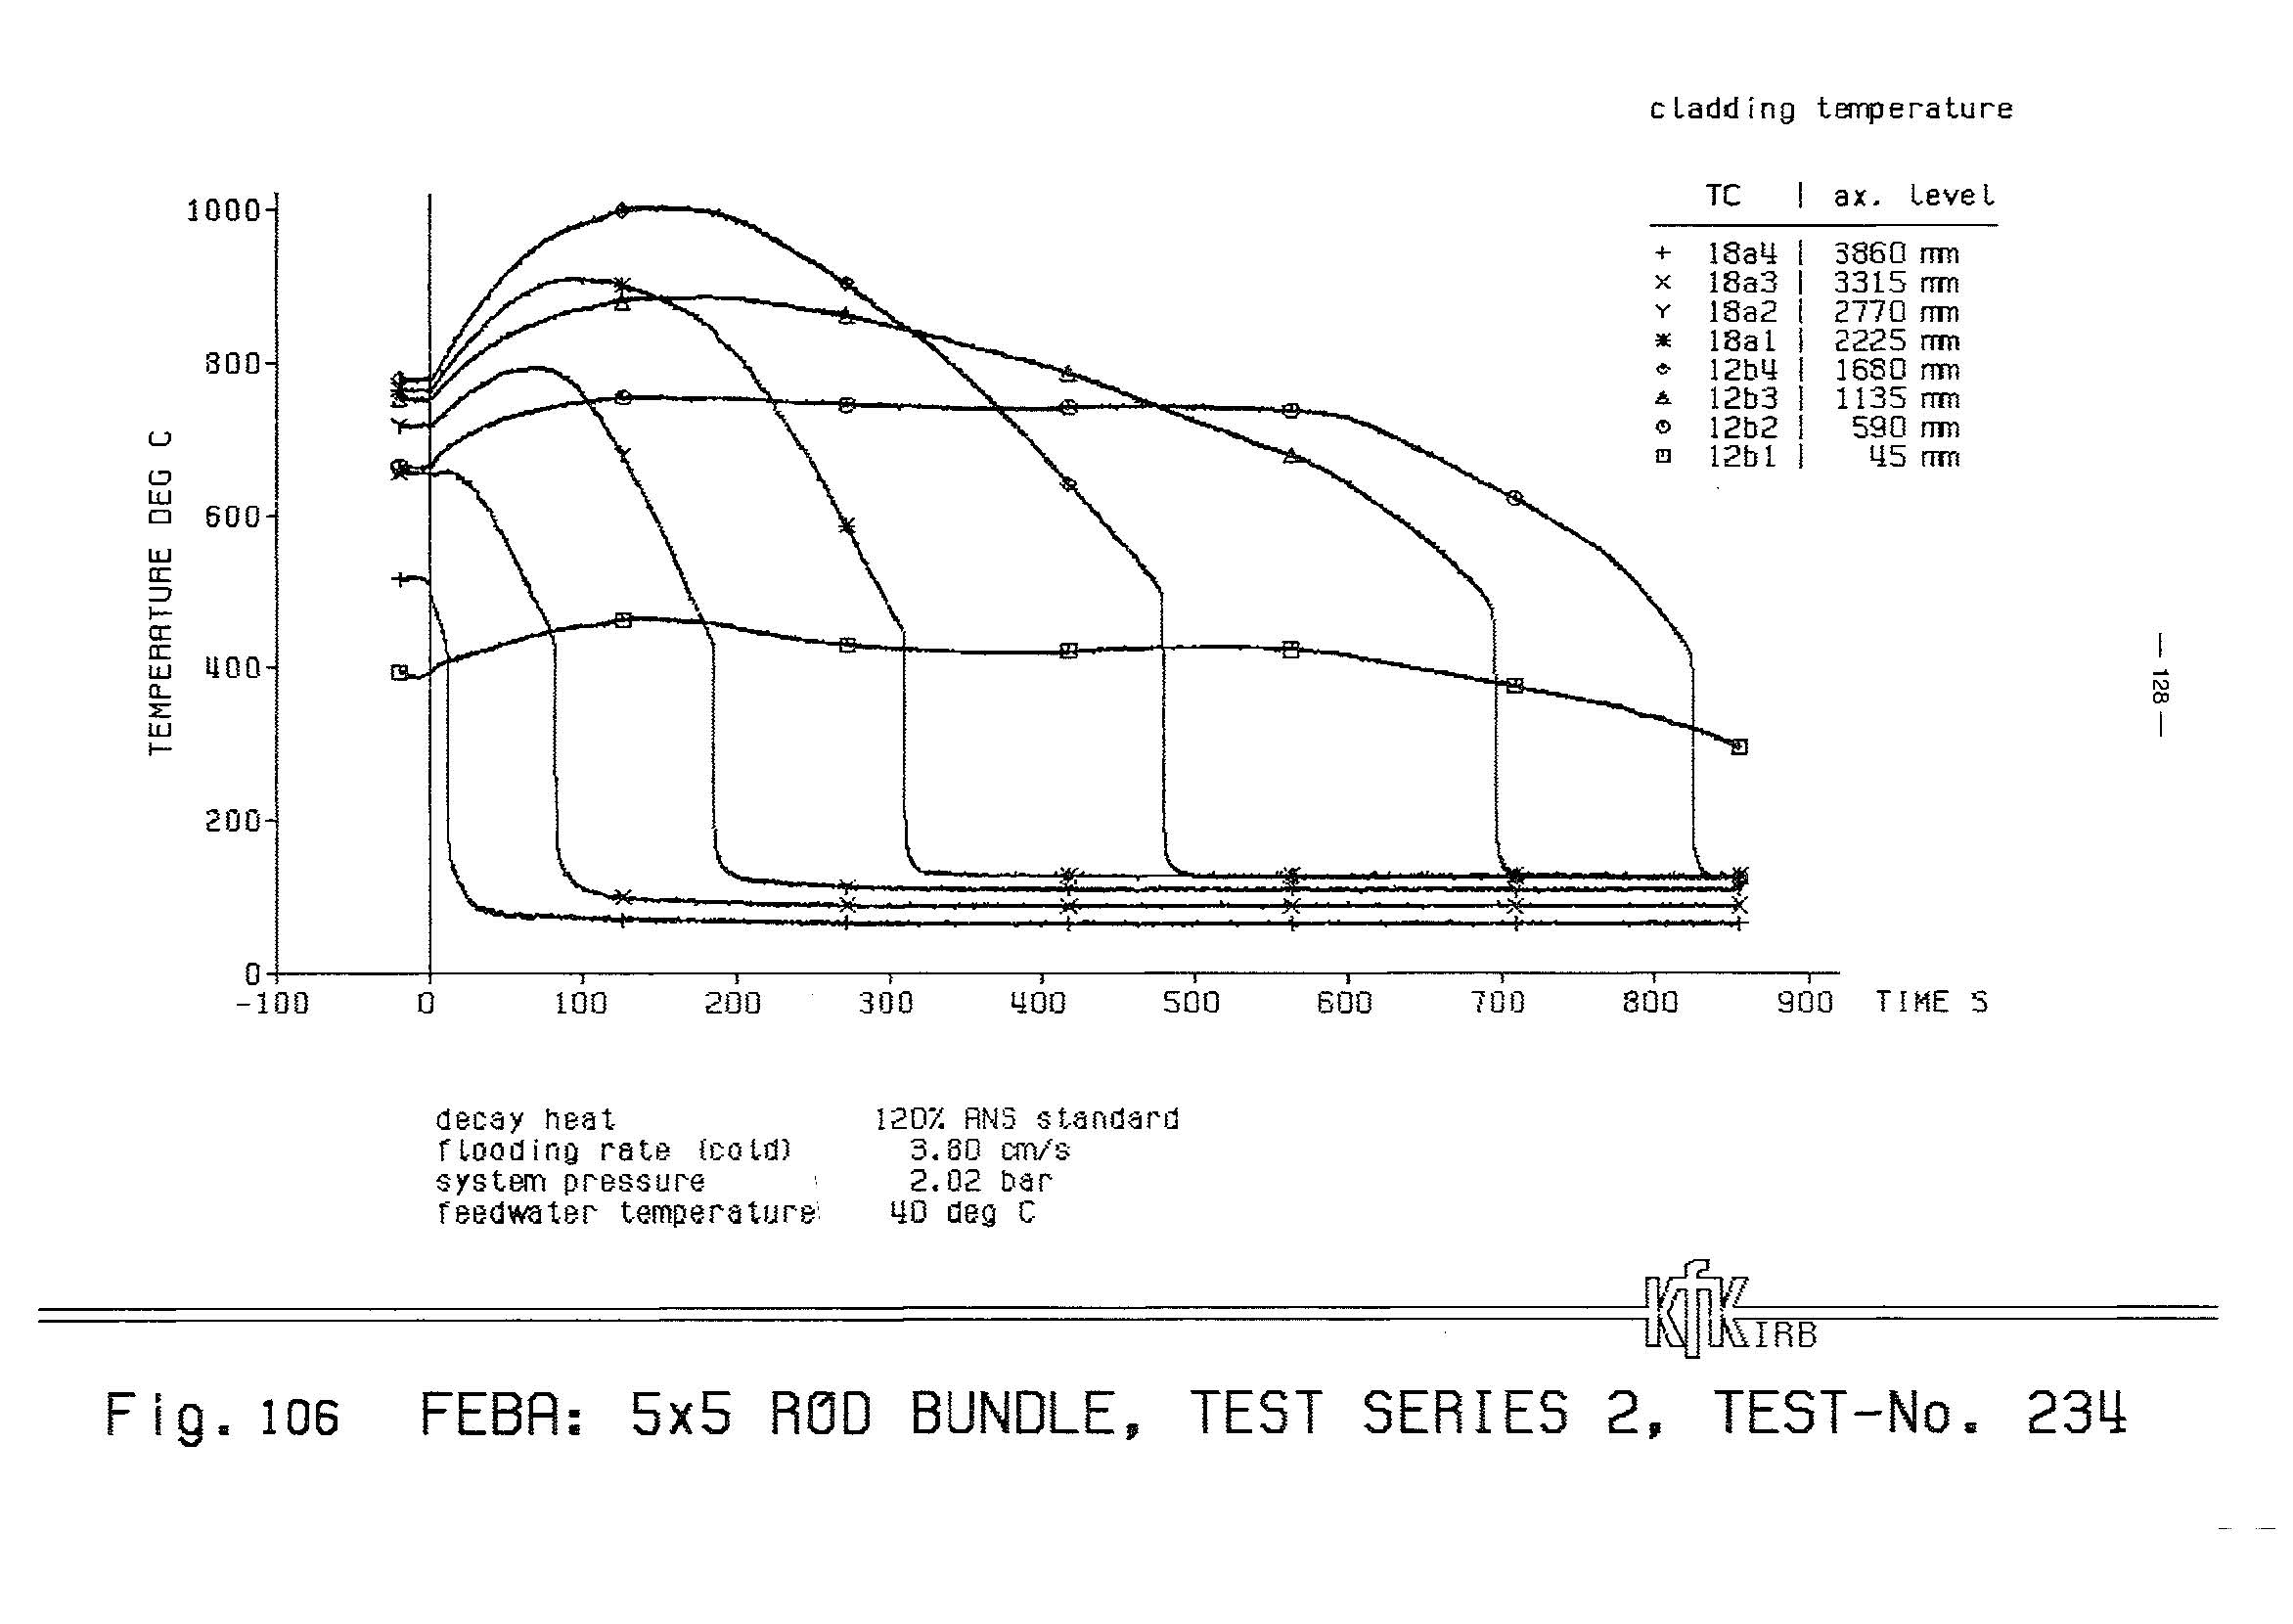 cladding temperature
TC | ax. level
+ 18a4 | 3860 mm
× 18a3 | 3315 mm
Y 18a2 | 2770 mm
✳ 18a1 | 2225 mm
12b4 | 1680 mm
12b3 | 1135 mm
12b2 | 590 mm
12b1 | 45 mm
TEMPERATURE DEG C
1000
800
600
400
200
0
-100 0 100 200 300 400 500 600 700 800 900 TIME S
— 128 —
decay heat 120% ANS standard
flooding rate (cold) 3.80 cm/s
system pressure 2.02 bar
feedwater temperature 40 deg C
KfK IRB
Fig. 106 FEBA: 5x5 RØD BUNDLE, TEST SERIES 2, TEST-No. 234